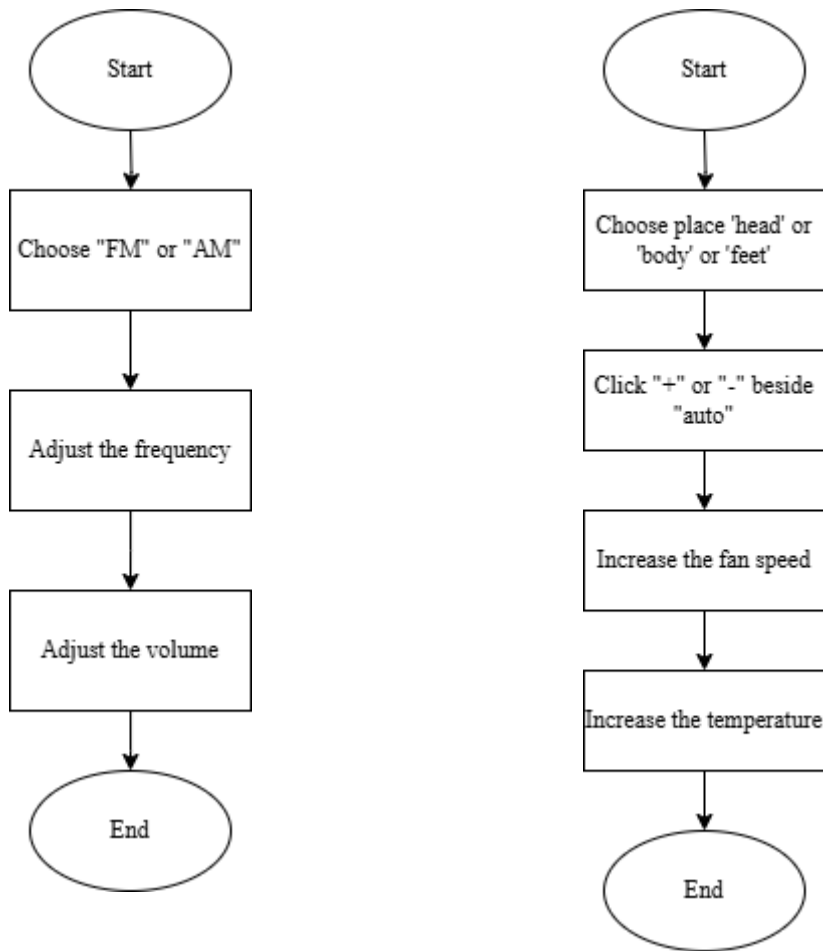 Start
Choose "FM" or "AM"
Adjust the frequency
Adjust the volume
End
Start
Choose place 'head' or
'body' or 'feet'
Click "+" or "-" beside
"auto"
Increase the fan speed
Increase the temperature
End